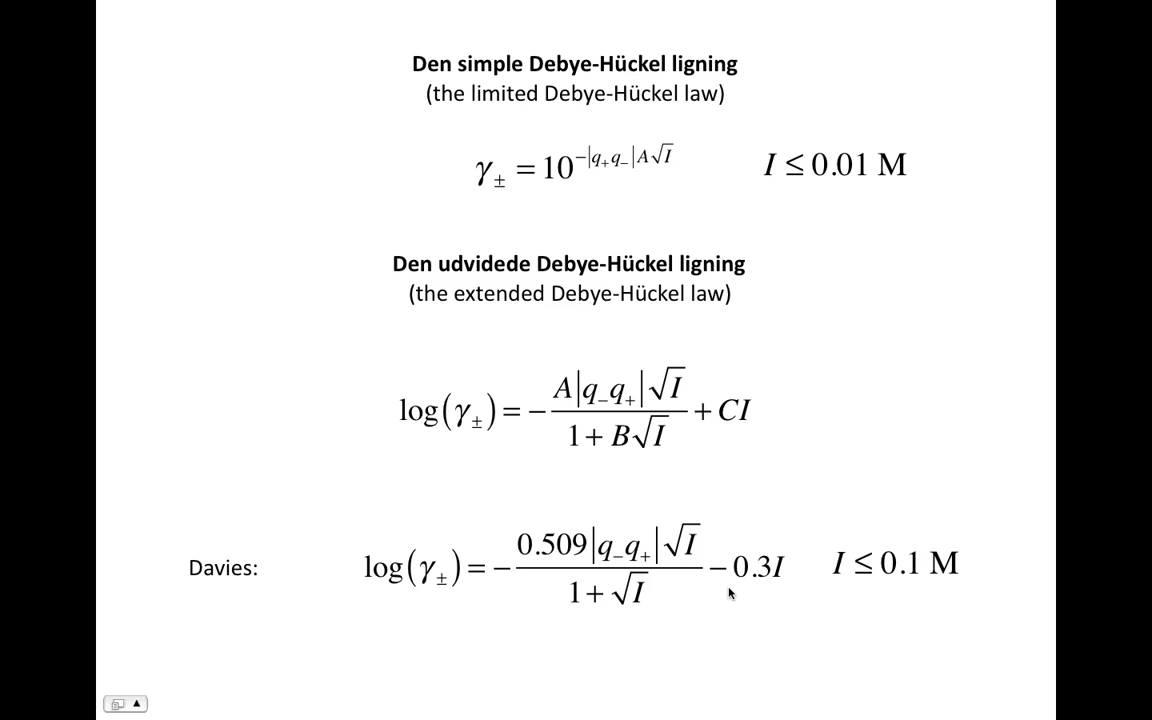 Den simple Debye-Hückel ligning
(the limited Debye-Hückel law)
γ± = 10^(−|q₊q₋|A√I)    I ≤ 0.01 M
Den udvidede Debye-Hückel ligning
(the extended Debye-Hückel law)
log(γ±) = − A|q₋q₊|√I / (1 + B√I) + CI
Davies: log(γ±) = − 0.509|q₋q₊|√I / (1 + √I) − 0.3I    I ≤ 0.1 M